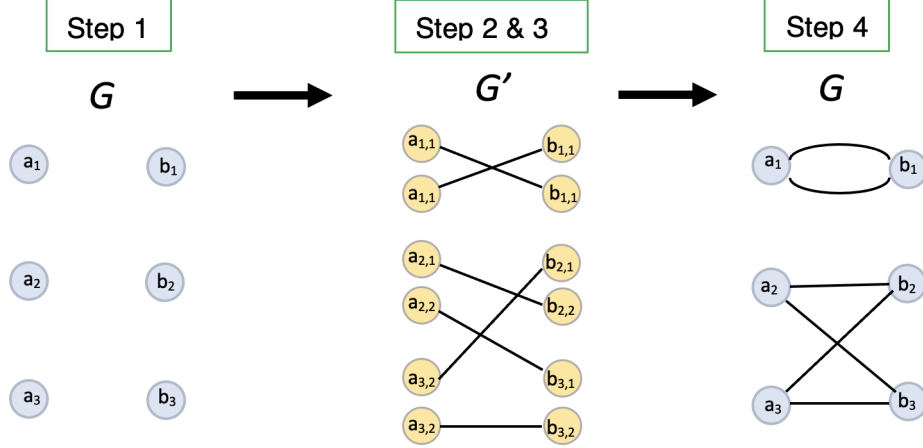 Step 1
Step 2 & 3
Step 4
G
G'
G
a1
b1
a2
b2
a3
b3
a1,1
b1,1
a1,1
b1,1
a2,1
b2,1
a2,2
b2,2
a3,2
b3,1
a3,2
b3,2
a1
b1
a2
b2
a3
b3